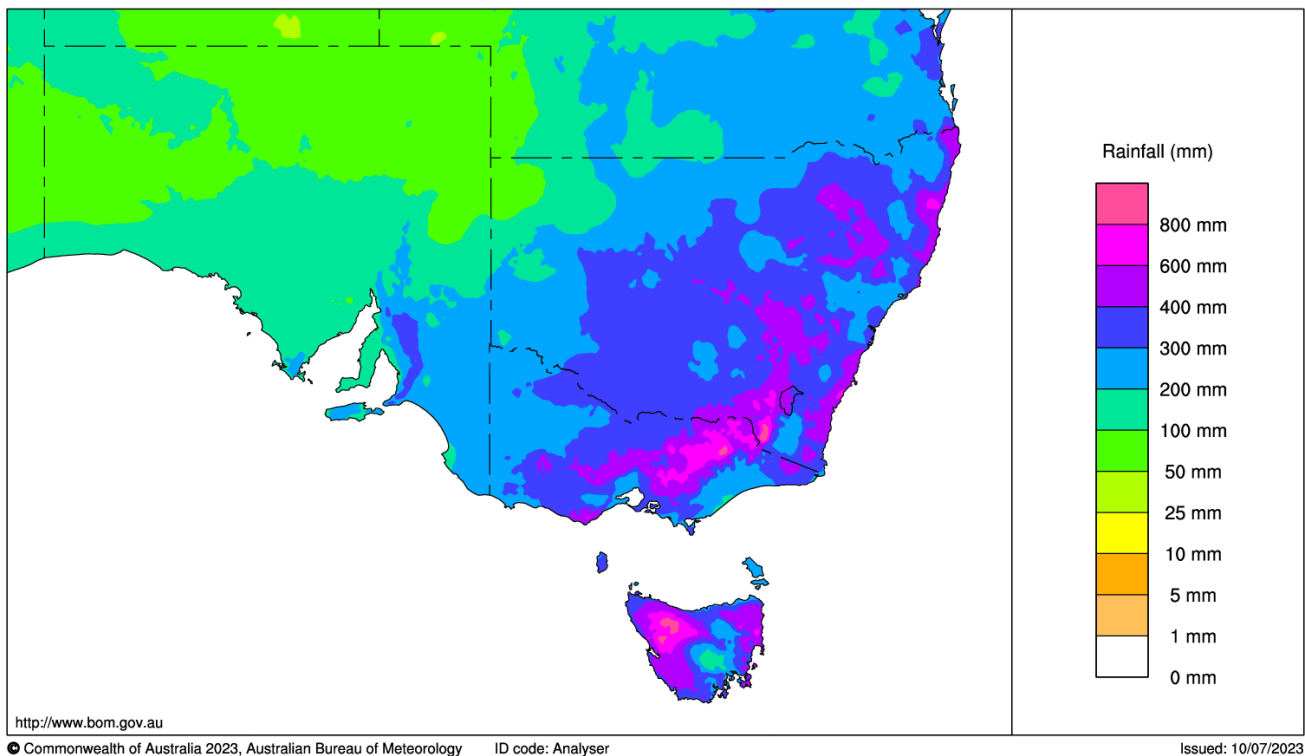 Rainfall (mm)
800 mm
600 mm
400 mm
300 mm
200 mm
100 mm
50 mm
25 mm
10 mm
5 mm
1 mm
0 mm
http://www.bom.gov.au
© Commonwealth of Australia 2023, Australian Bureau of Meteorology ID code: Analyser Issued: 10/07/2023